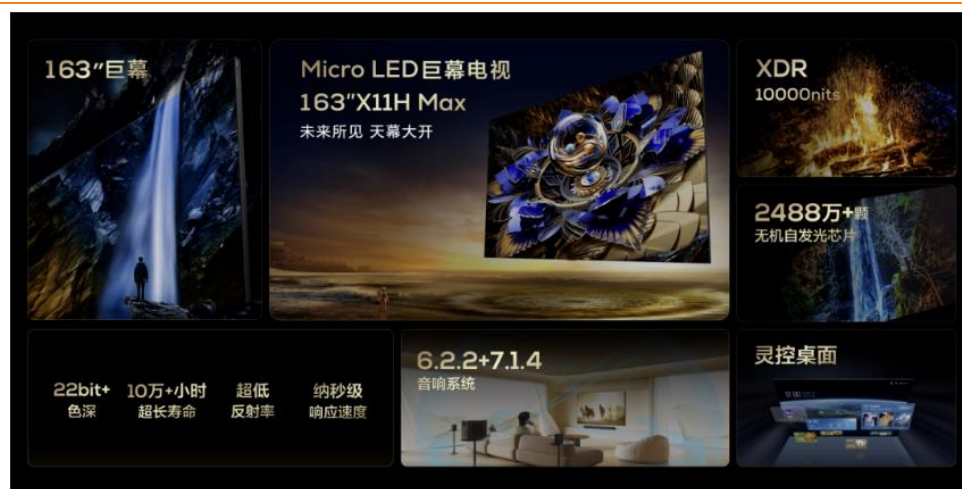 163"巨幕
Micro LED巨幕电视
163"X11H Max
未来所见 天幕大开
XDR
10000nits
2488万+颗
无机自发光芯片
22bit+
色深
10万+小时
超长寿命
超低
反射率
纳秒级
响应速度
6.2.2+7.1.4
音响系统
灵控桌面